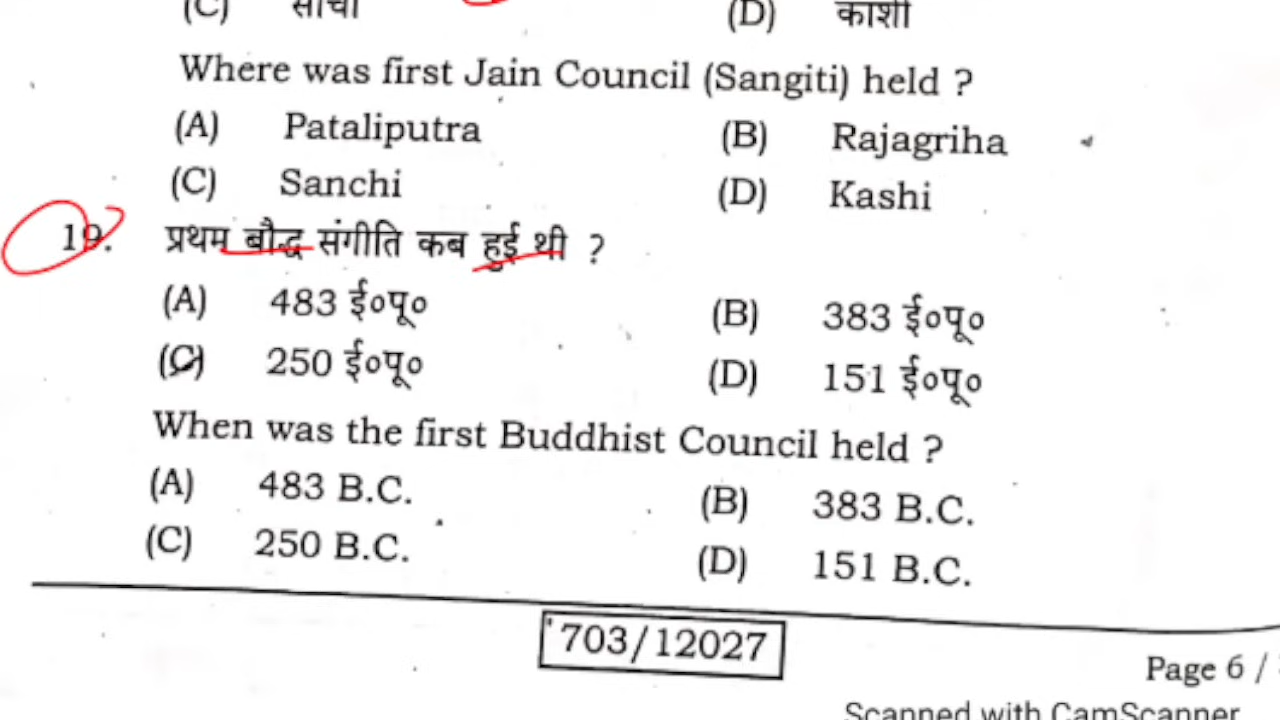 (C) सांची (D) काशी
Where was first Jain Council (Sangiti) held ?
(A) Pataliputra (B) Rajagriha
(C) Sanchi (D) Kashi
19. प्रथम बौद्ध संगीति कब हुई थी ?
(A) 483 ई०पू० (B) 383 ई०पू०
(C) 250 ई०पू० (D) 151 ई०पू०
When was the first Buddhist Council held ?
(A) 483 B.C. (B) 383 B.C.
(C) 250 B.C. (D) 151 B.C.
703/12027
Page 6 /
Scanned with CamScanner